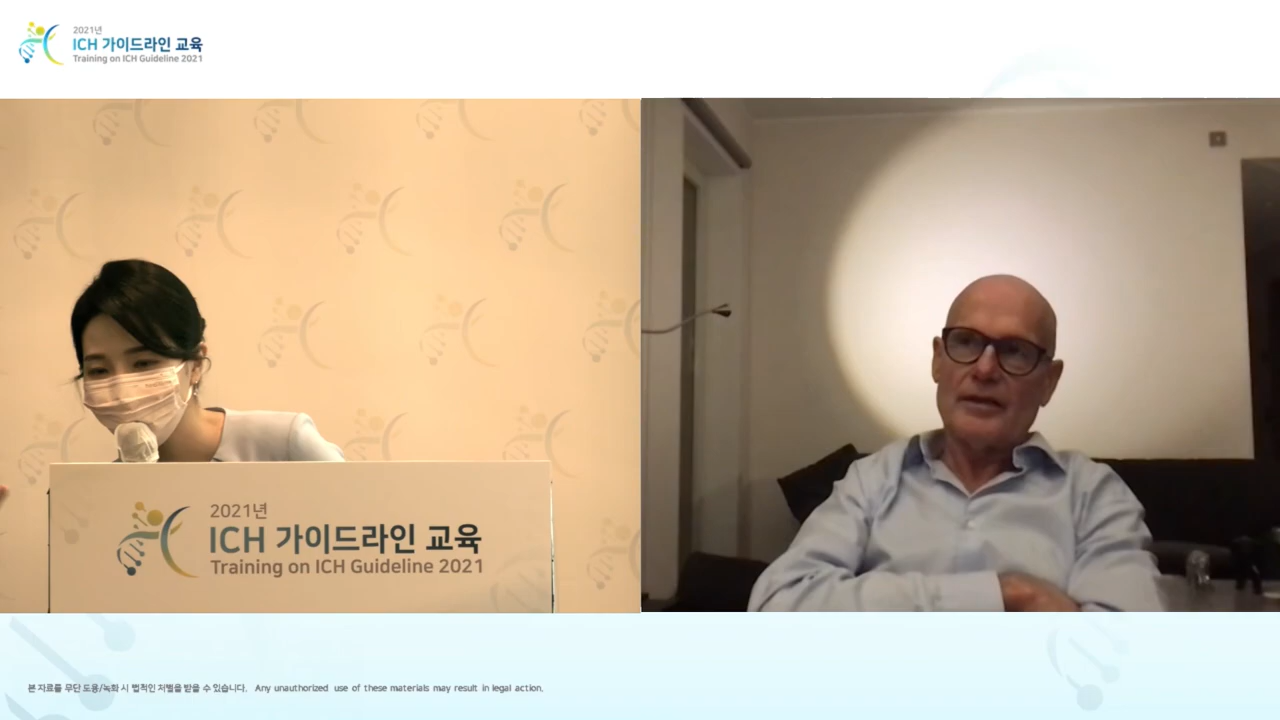 2021년
ICH 가이드라인 교육
Training on ICH Guideline 2021
2021년
ICH 가이드라인 교육
Training on ICH Guideline 2021
본 자료를 무단 도용/녹화 시 법적인 처벌을 받을 수 있습니다. Any unauthorized use of these materials may result in legal action.